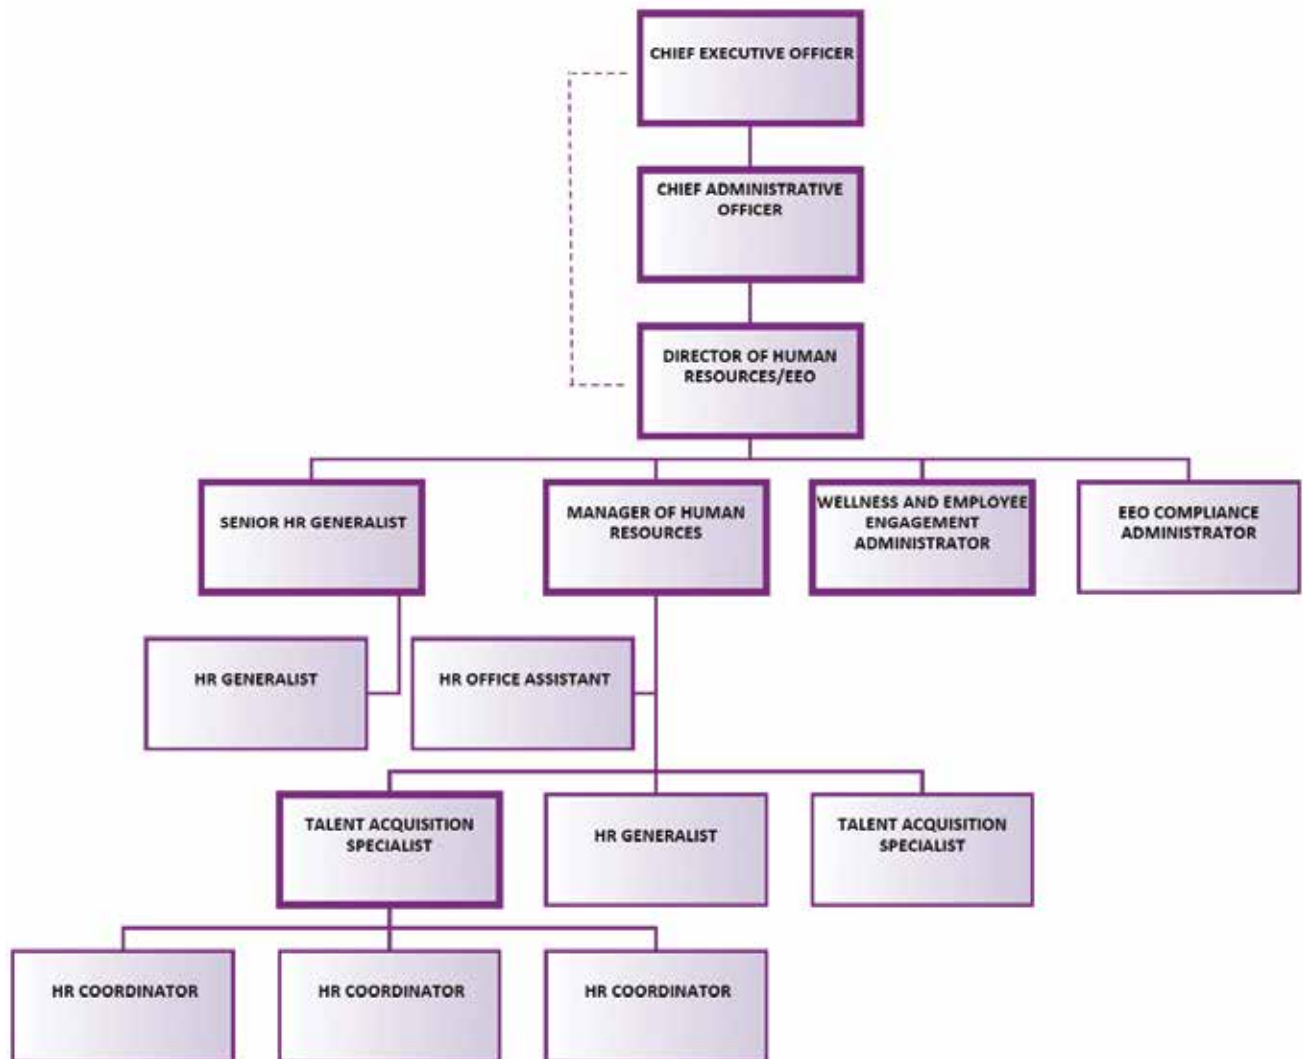 CHIEF EXECUTIVE OFFICER
CHIEF ADMINISTRATIVE
OFFICER
DIRECTOR OF HUMAN
RESOURCES/EEO
SENIOR HR GENERALIST
MANAGER OF HUMAN
RESOURCES
WELLNESS AND EMPLOYEE
ENGAGEMENT
ADMINISTRATOR
EEO COMPLIANCE
ADMINISTRATOR
HR GENERALIST
HR OFFICE ASSISTANT
TALENT ACQUISITION
SPECIALIST
HR GENERALIST
TALENT ACQUISITION
SPECIALIST
HR COORDINATOR
HR COORDINATOR
HR COORDINATOR